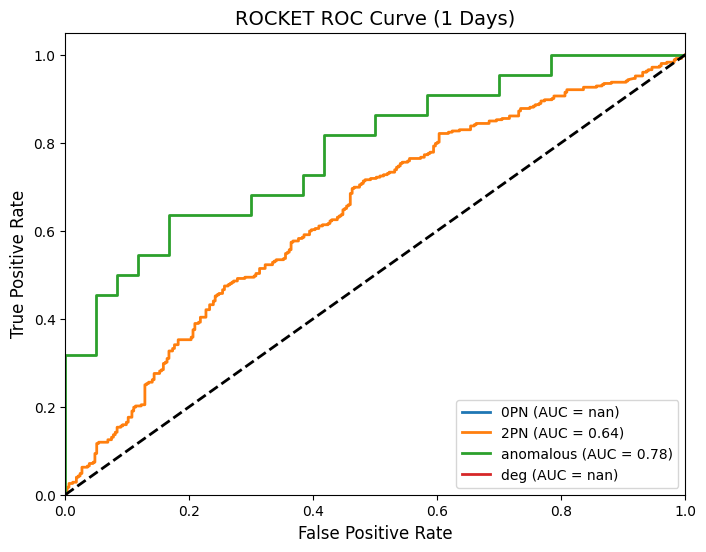 ROCKET ROC Curve (1 Days)
True Positive Rate
1.0
0.8
0.6
0.4
0.2
0.0
0.0 0.2 0.4 0.6 0.8 1.0
False Positive Rate
0PN (AUC = nan)
2PN (AUC = 0.64)
anomalous (AUC = 0.78)
deg (AUC = nan)